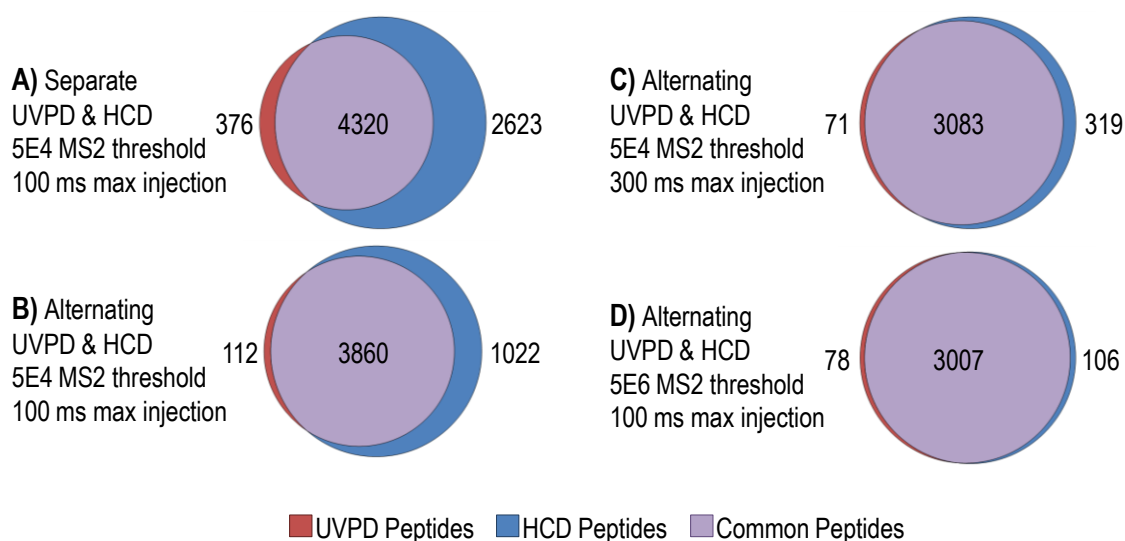 A) Separate
UVPD & HCD
5E4 MS2 threshold
100 ms max injection
376
4320
2623
B) Alternating
UVPD & HCD
5E4 MS2 threshold
100 ms max injection
112
3860
1022
C) Alternating
UVPD & HCD
5E4 MS2 threshold
300 ms max injection
71
3083
319
D) Alternating
UVPD & HCD
5E6 MS2 threshold
100 ms max injection
78
3007
106
UVPD Peptides HCD Peptides Common Peptides